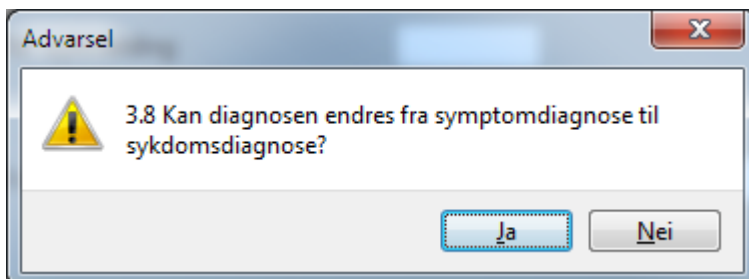 Advarsel
3.8 Kan diagnosen endres fra symptomdiagnose til
sykdomsdiagnose?
Ja
Nei